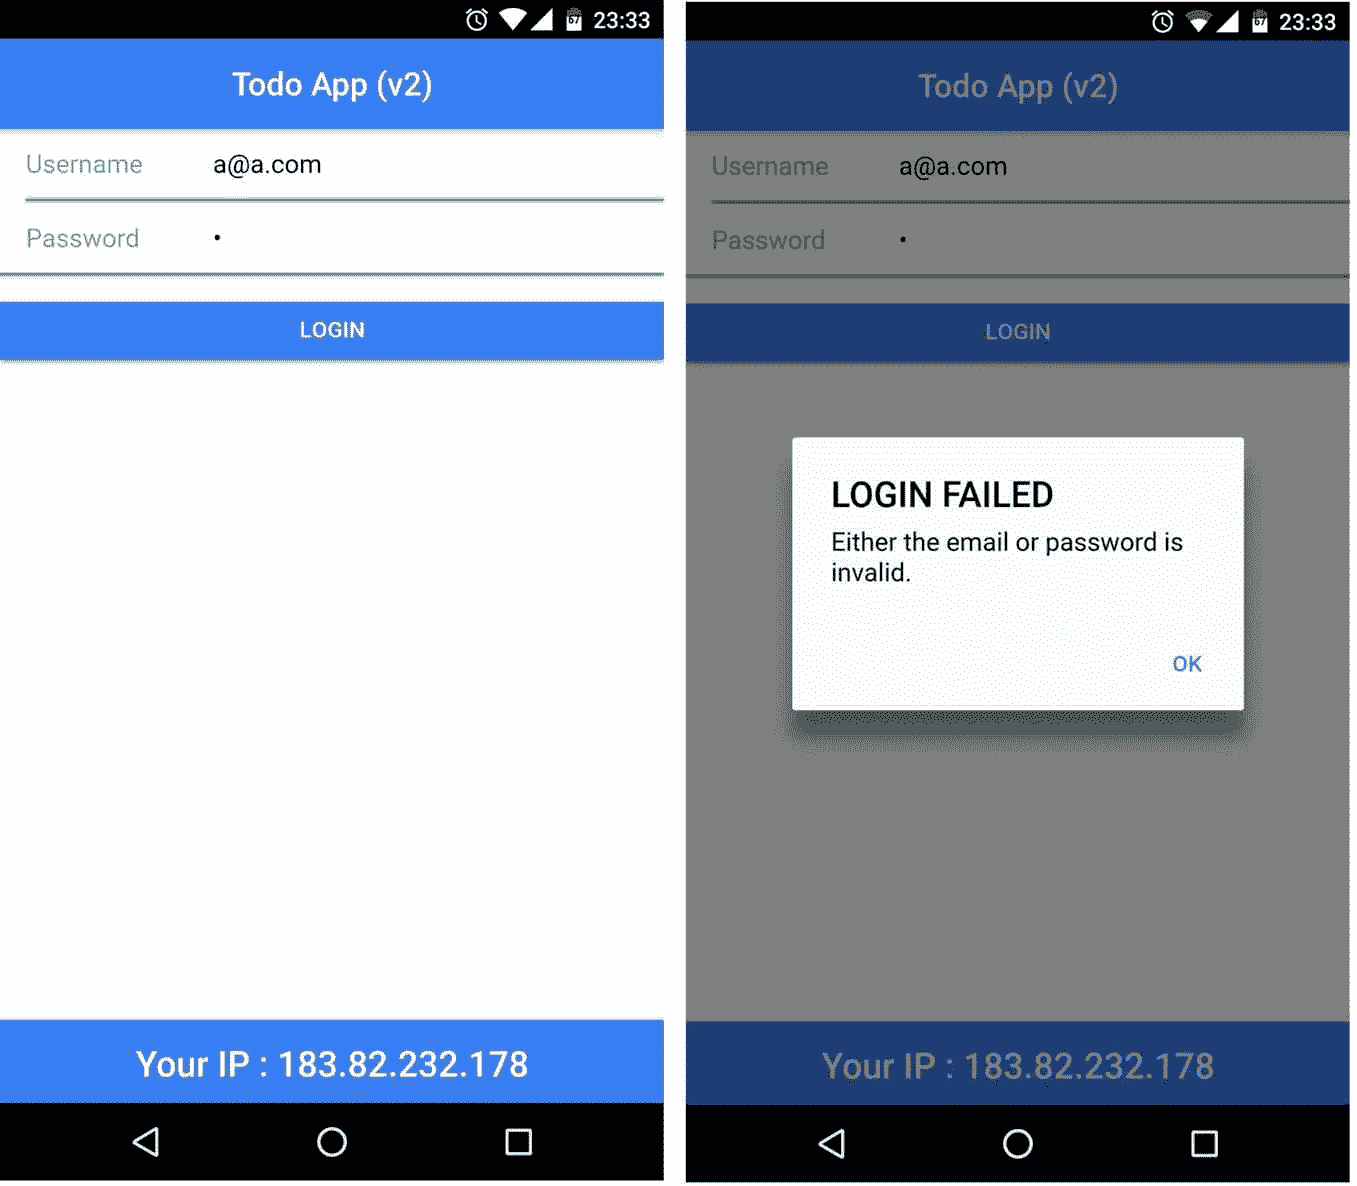 23:33
Todo App (v2)
Username a@a.com
Password •
LOGIN
Your IP : 183.82.232.178
23:33
Todo App (v2)
Username a@a.com
Password •
LOGIN
LOGIN FAILED
Either the email or password is
invalid.
OK
Your IP : 183.82.232.178